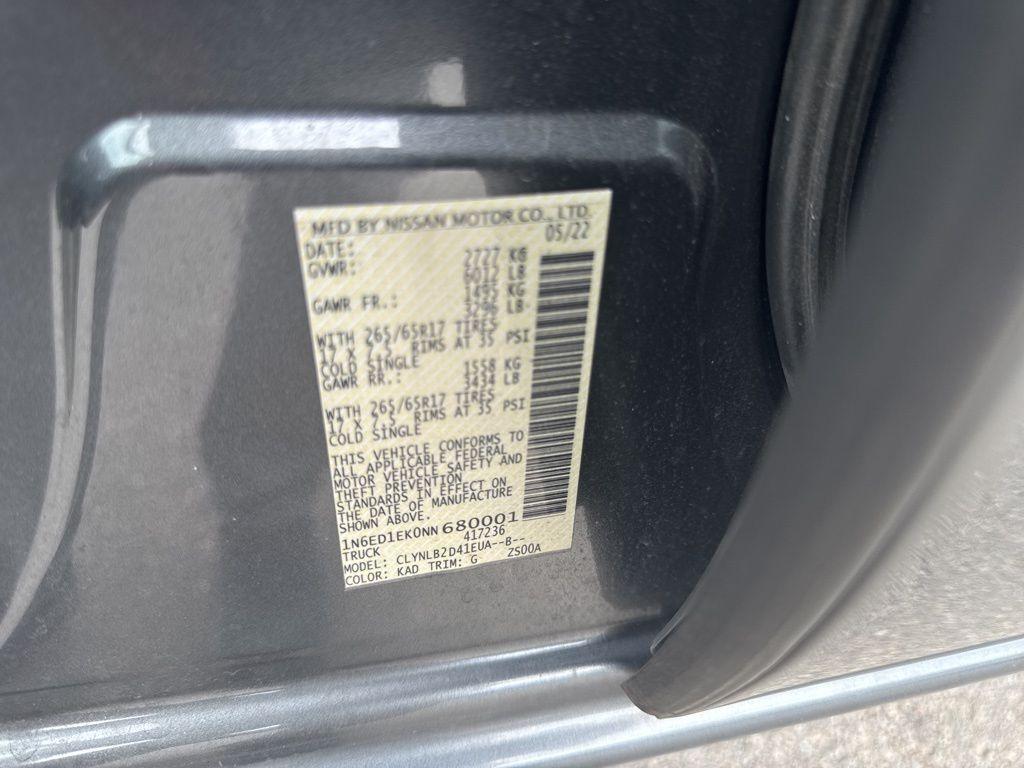 MFD BY NISSAN MOTOR CO., LTD.
DATE: 05/22
GVWR: 2727 KG
6012 LB
GAWR FR.: 1495 KG
3296 LB
WITH 265/65R17 TIRES
17 X 7.5 RIMS AT 35 PSI
COLD SINGLE
GAWR RR.: 1558 KG
3434 LB
WITH 265/65R17 TIRES
17 X 7.5 RIMS AT 35 PSI
COLD SINGLE
THIS VEHICLE CONFORMS TO
ALL APPLICABLE FEDERAL
MOTOR VEHICLE SAFETY AND
THEFT PREVENTION
STANDARDS IN EFFECT ON
THE DATE OF MANUFACTURE
SHOWN ABOVE.
1N6ED1EK0NN680001
TRUCK 417236
MODEL: CLYNLB2D41EUA--B--
COLOR: KAD TRIM: G ZS00A